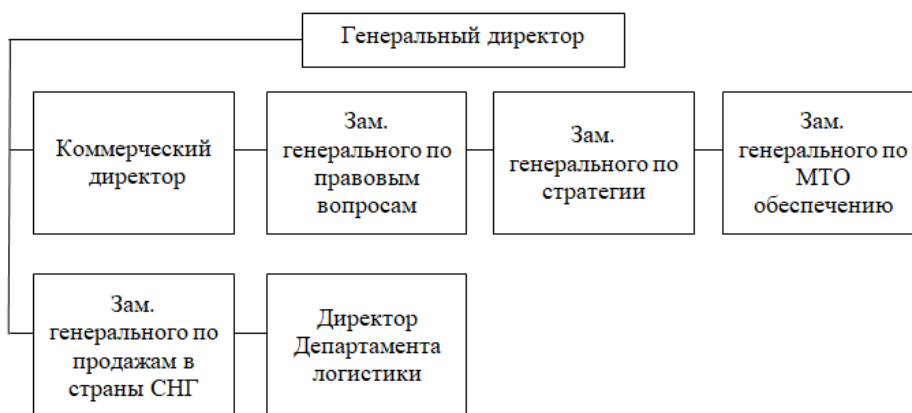 Генеральный директор
Коммерческий
директор
Зам.
генерального по
правовым
вопросам
Зам.
генерального по
стратегии
Зам.
генерального по
МТО
обеспечению
Зам.
генерального по
продажам в
страны СНГ
Директор
Департамента
логистики